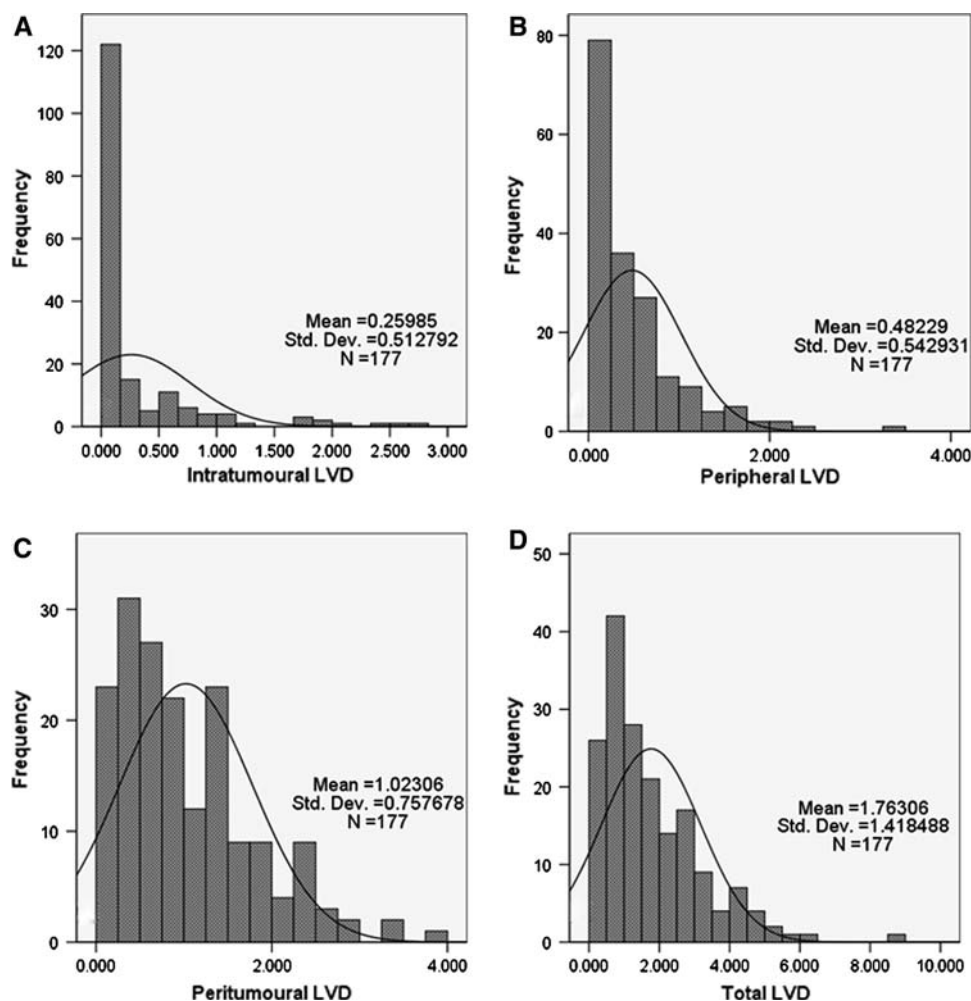 A
Frequency
120
100
80
60
40
20
0
Mean =0.25985
Std. Dev. =0.512792
N =177
0.000 0.500 1.000 1.500 2.000 2.500 3.000
Intratumoural LVD
B
Frequency
80
60
40
20
0
Mean =0.48229
Std. Dev. =0.542931
N =177
0.000 2.000 4.000
Peripheral LVD
C
Frequency
30
20
10
0
Mean =1.02306
Std. Dev. =0.757678
N =177
0.000 2.000 4.000
Peritumoural LVD
D
Frequency
50
40
30
20
10
0
Mean =1.76306
Std. Dev. =1.418488
N =177
0.000 2.000 4.000 6.000 8.000 10.000
Total LVD